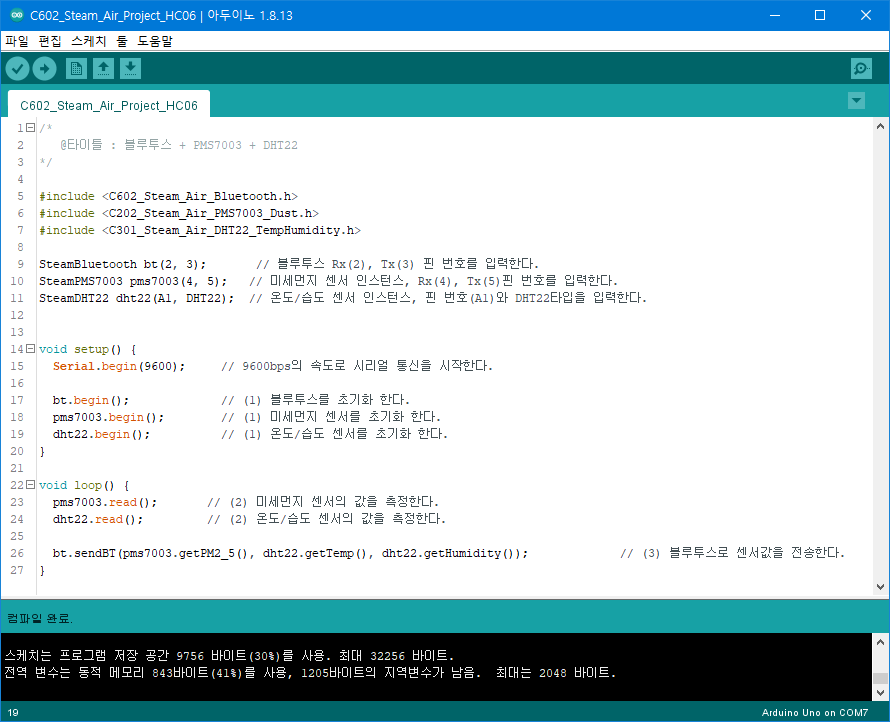 C602_Steam_Air_Project_HC06 | 아두이노 1.8.13
파일 편집 스케치 툴 도움말
C602_Steam_Air_Project_HC06
1 /*
2 @타이틀 : 블루투스 + PMS7003 + DHT22
3 */
4
5 #include <C602_Steam_Air_Bluetooth.h>
6 #include <C202_Steam_Air_PMS7003_Dust.h>
7 #include <C301_Steam_Air_DHT22_TempHumidity.h>
8
9 SteamBluetooth bt(2, 3); // 블루투스 Rx(2), Tx(3) 핀 번호를 입력한다.
10 SteamPMS7003 pms7003(4, 5); // 미세먼지 센서 인스턴스, Rx(4), Tx(5)핀 번호를 입력한다.
11 SteamDHT22 dht22(A1, DHT22); // 온도/습도 센서 인스턴스, 핀 번호(A1)와 DHT22타입을 입력한다.
12
13
14 void setup() {
15 Serial.begin(9600); // 9600bps의 속도로 시리얼 통신을 시작한다.
16
17 bt.begin(); // (1) 블루투스를 초기화 한다.
18 pms7003.begin(); // (1) 미세먼지 센서를 초기화 한다.
19 dht22.begin(); // (1) 온도/습도 센서를 초기화 한다.
20 }
21
22 void loop() {
23 pms7003.read(); // (2) 미세먼지 센서의 값을 측정한다.
24 dht22.read(); // (2) 온도/습도 센서의 값을 측정한다.
25
26 bt.sendBT(pms7003.getPM2_5(), dht22.getTemp(), dht22.getHumidity()); // (3) 블루투스로 센서값을 전송한다.
27 }
컴파일 완료.
스케치는 프로그램 저장 공간 9756 바이트(30%)를 사용. 최대 32256 바이트.
전역 변수는 동적 메모리 843바이트(41%)를 사용, 1205바이트의 지역변수가 남음. 최대는 2048 바이트.
19 Arduino Uno on COM7